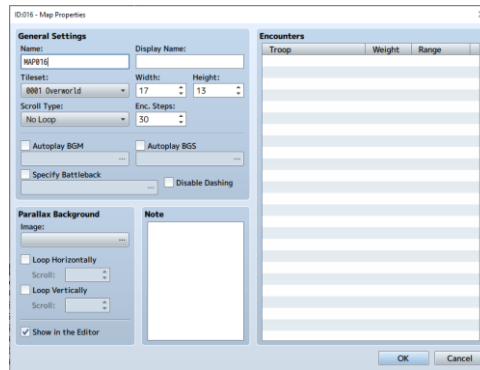 ID:016 - Map Properties
General Settings
Name:
Display Name:
MAP016
Tileset:
Width:
Height:
0001 Overworld
17
13
Scroll Type:
Enc. Steps:
No Loop
30
Autoplay BGM
Autoplay BGS
...
...
Specify Battleback
...
Disable Dashing
Parallax Background
Image:
...
Loop Horizontally
Scroll:
Loop Vertically
Scroll:
Show in the Editor
Note
Encounters
Troop
Weight
Range
OK
Cancel